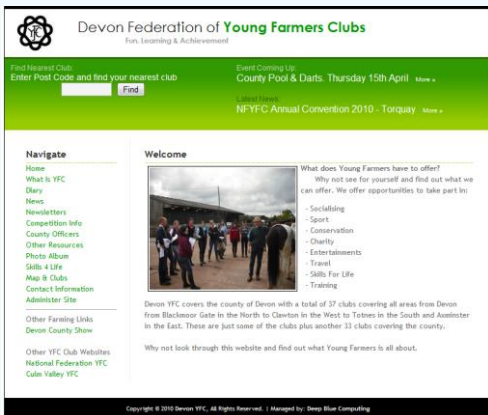 Devon Federation of Young Farmers Clubs
Fun, Learning & Achievement
Find Nearest Club:
Enter Post Code and find your nearest club
Find
Event Coming Up:
County Pool & Darts. Thursday 15th April More »
Latest News:
NFYFC Annual Convention 2010 - Torquay More »
Navigate
Home
What is YFC
Diary
News
Newsletters
Competition Info
County Officers
Other Resources
Photo Album
Skills 4 Life
Map & Clubs
Contact Information
Administer Site
Other Farming Links
Devon County Show
Other YFC Club Websites
National Federation YFC
Culm Valley YFC
Welcome
What does Young Farmers have to offer?
Why not see for yourself and find out what we
can offer. We offer opportunities to take part in:
- Socialising
- Sport
- Conservation
- Charity
- Entertainments
- Travel
- Skills For Life
- Training
Devon YFC covers the county of Devon with a total of 37 clubs covering all areas from Devon
from Blackmoor Gate in the North to Clawton in the West to Totnes in the South and Axminster
in the East. These are just some of the clubs plus another 33 clubs covering the county.
Why not look through this website and find out what Young Farmers is all about.
Copyright © 2010 Devon YFC, All Rights Reserved. | Managed by: Deep Blue Computing